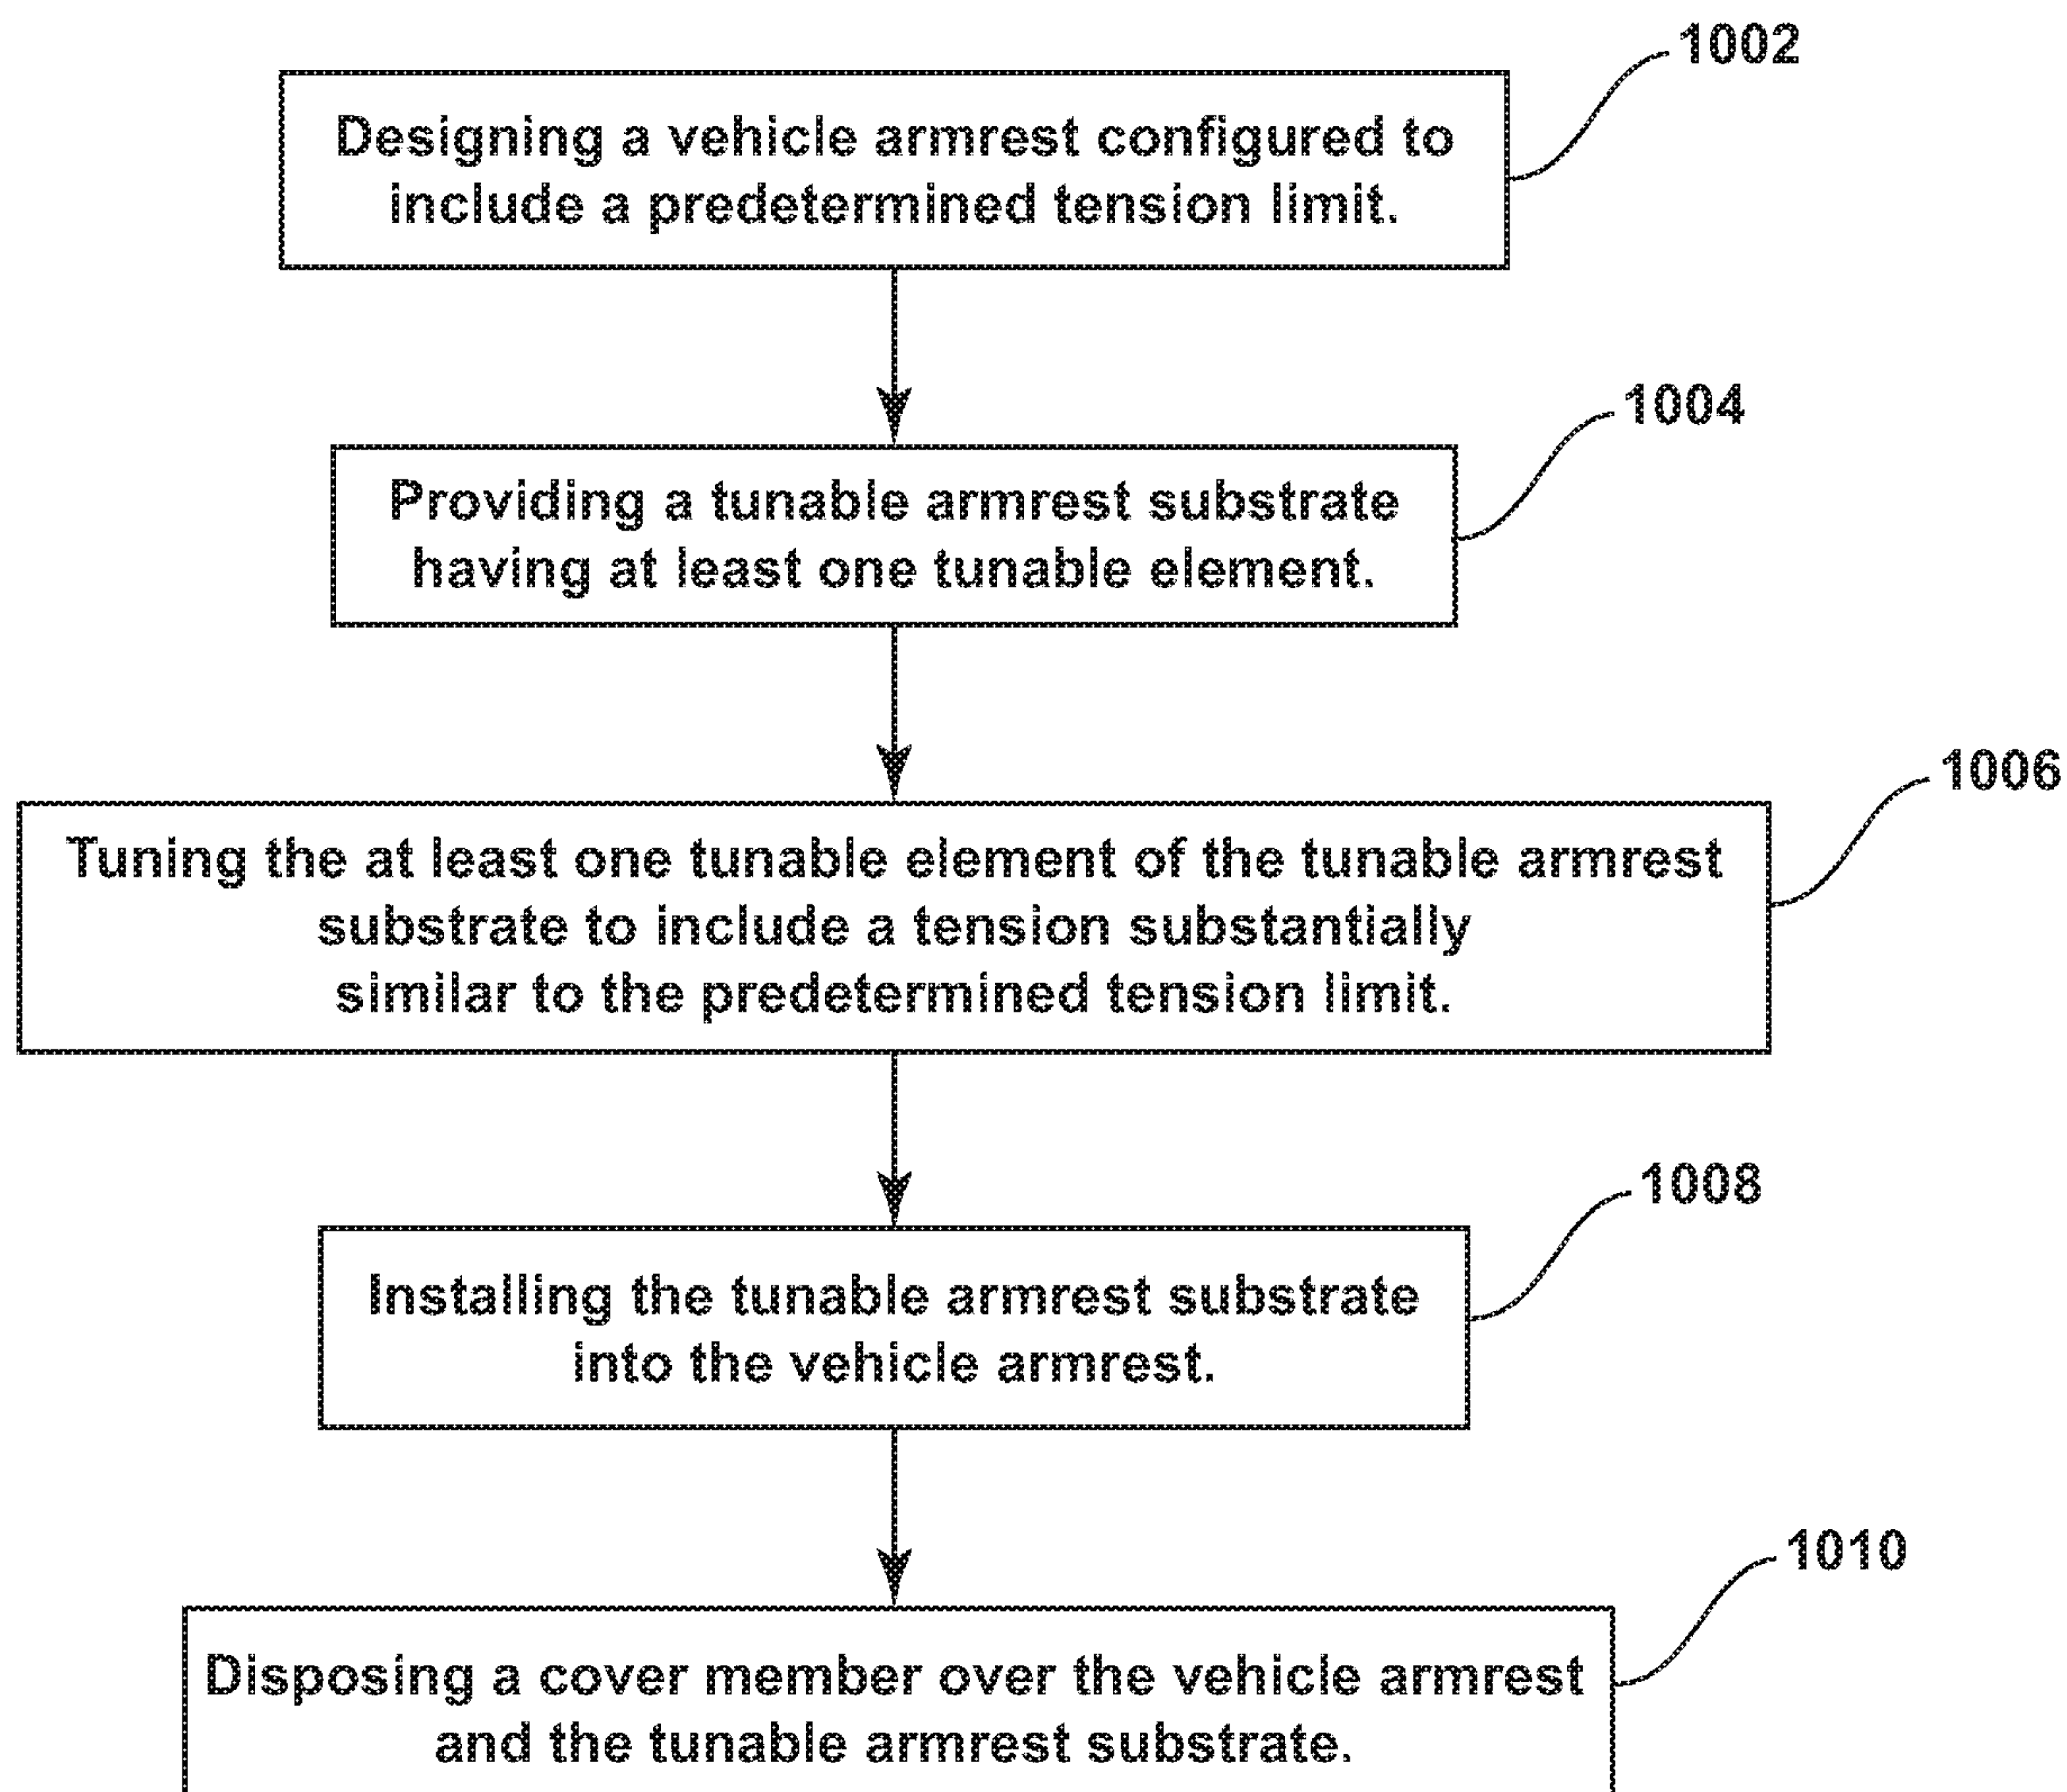 1002
Designing a vehicle armrest configured to
include a predetermined tension limit.
1004
Providing a tunable armrest substrate
having at least one tunable element.
1006
Tuning the at least one tunable element of the tunable armrest
substrate to include a tension substantially
similar to the predetermined tension limit.
1008
Installing the tunable armrest substrate
into the vehicle armrest.
1010
Disposing a cover member over the vehicle armrest
and the tunable armrest substrate.